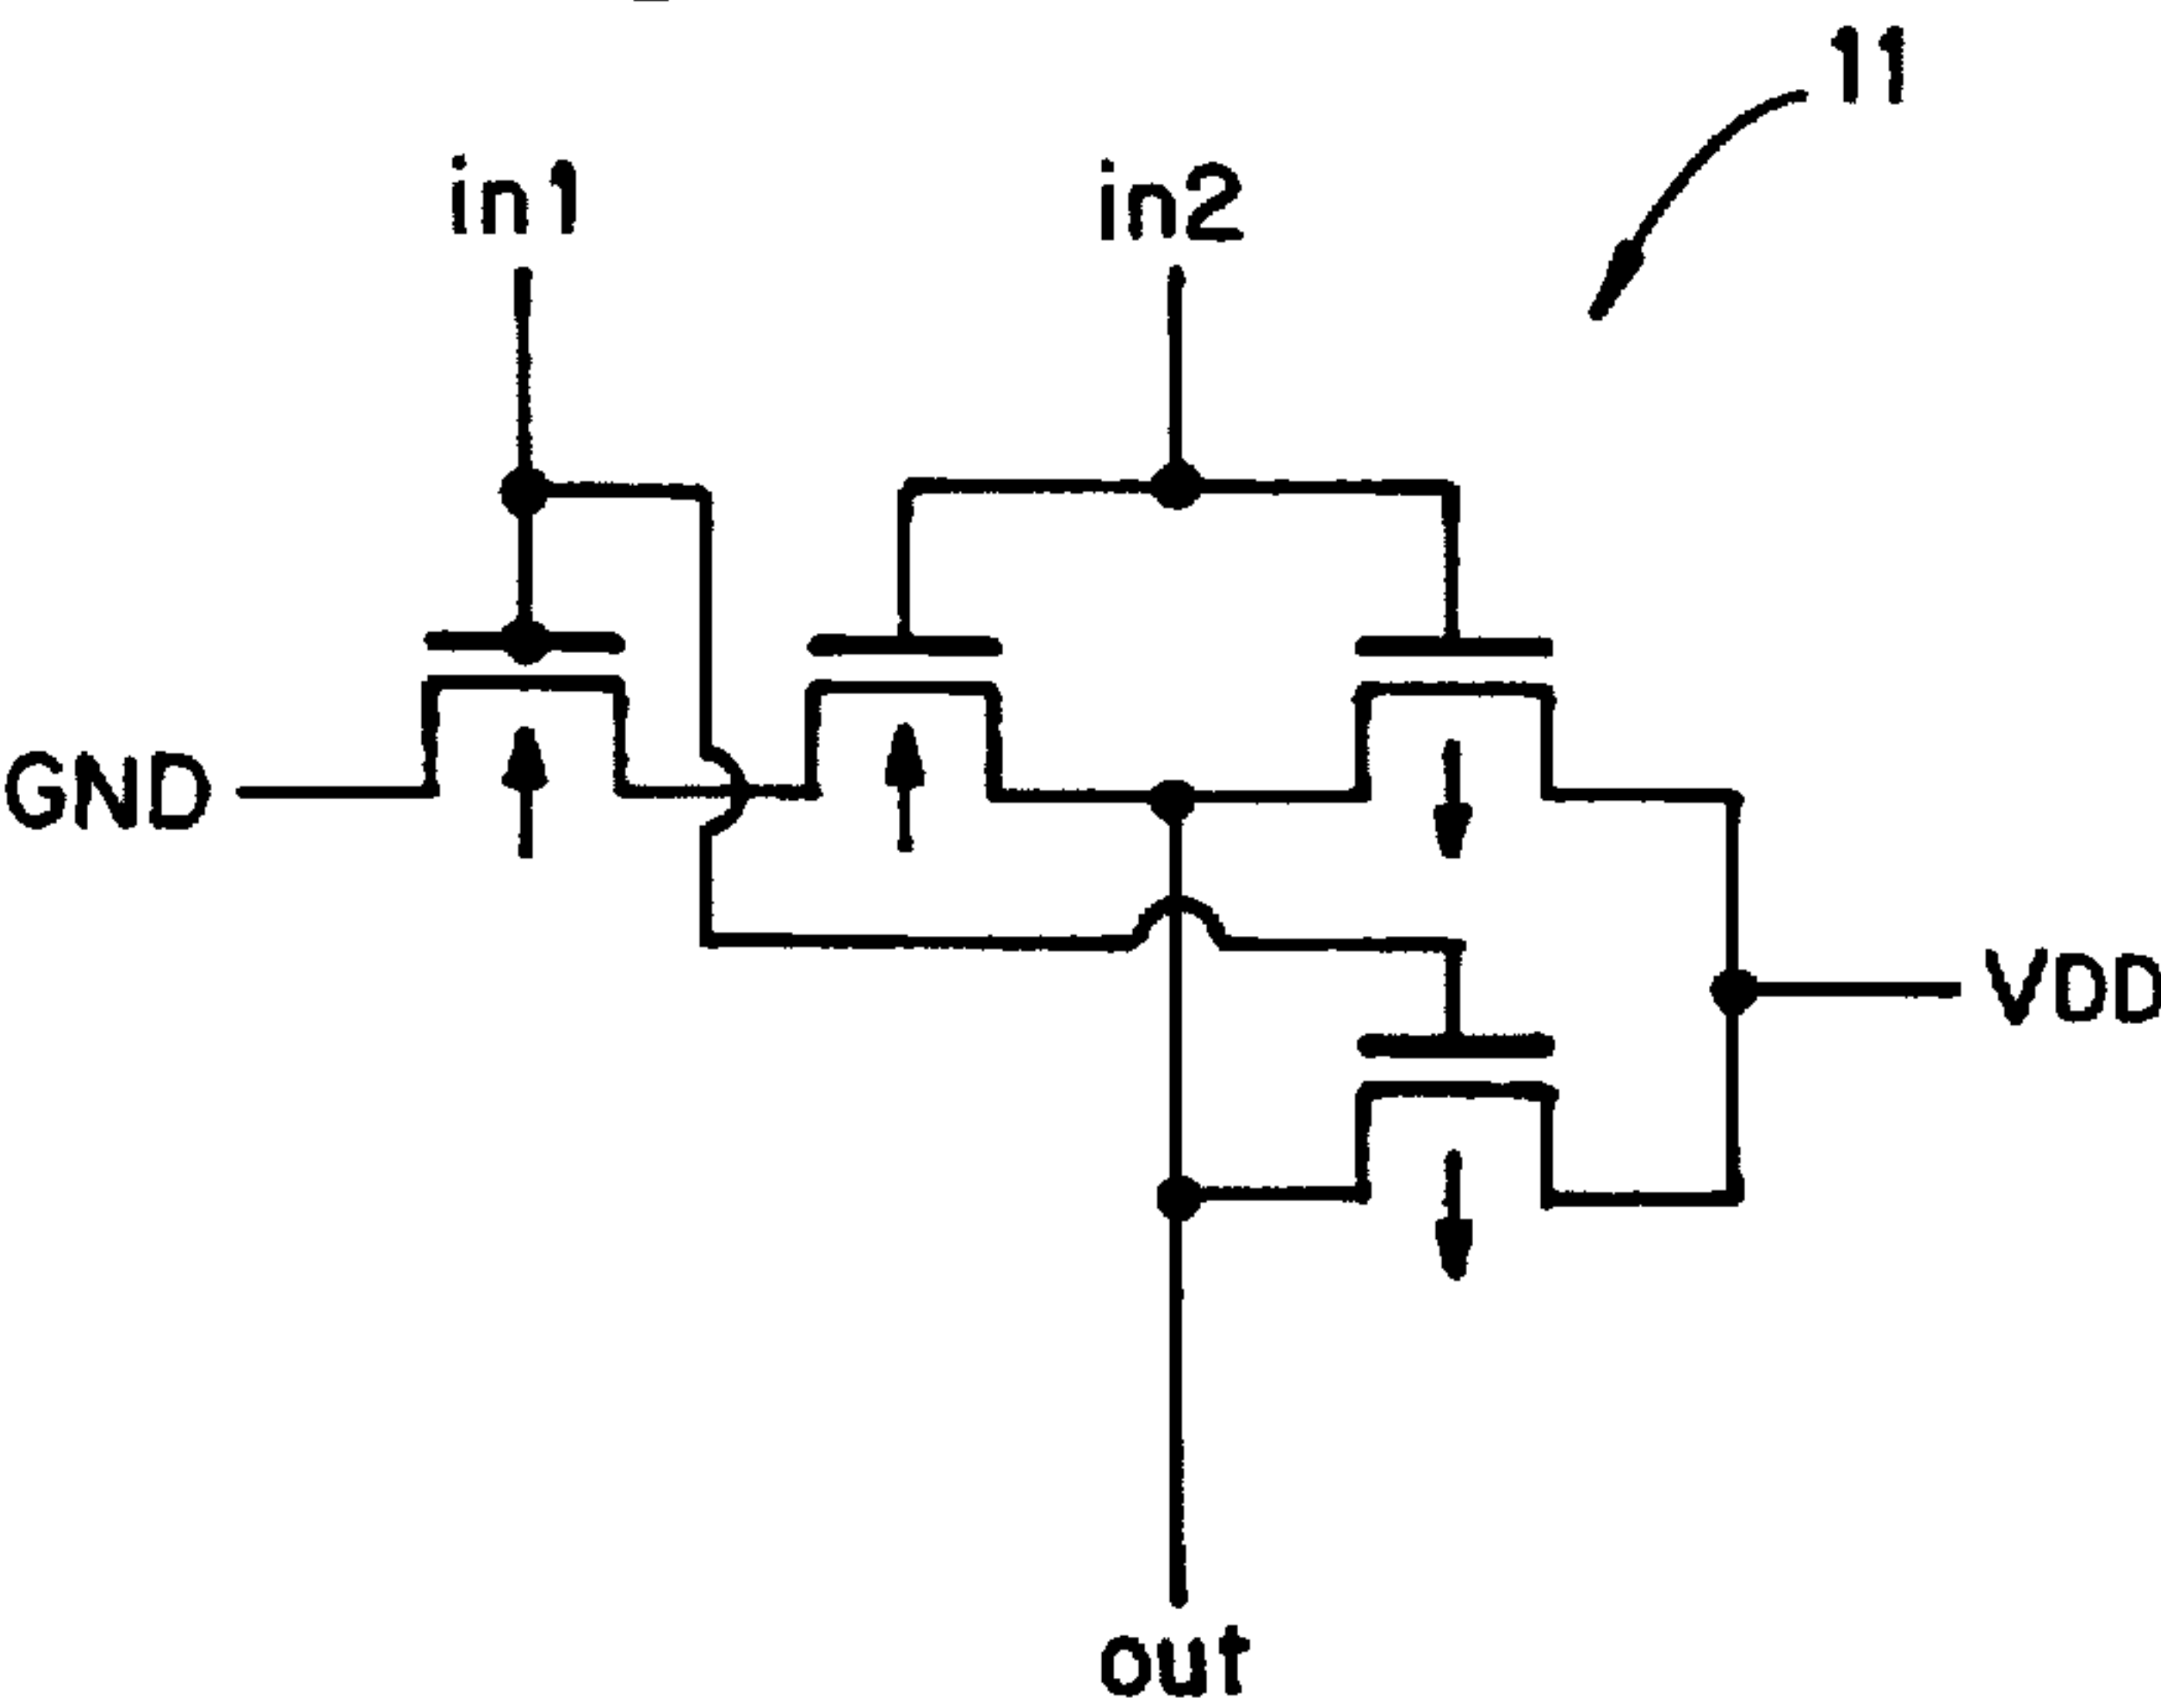 11
in1
in2
GND
VDD
out